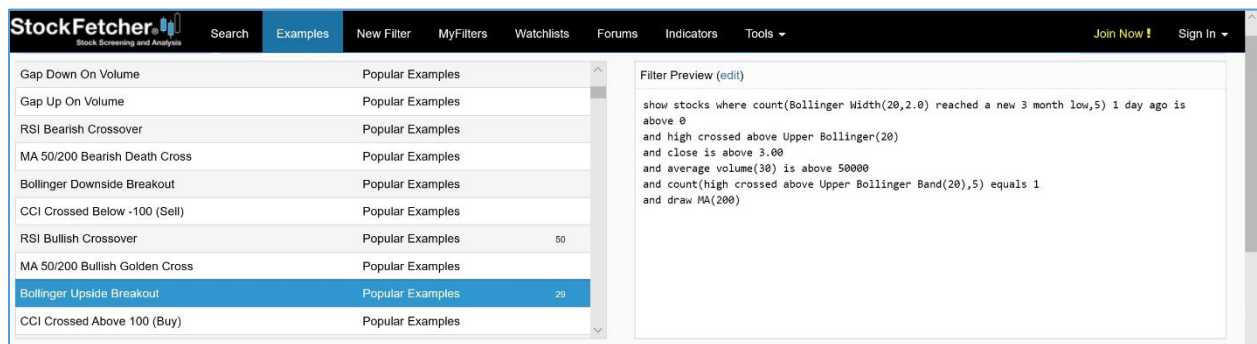 StockFetcher®
Stock Screening and Analysis
Search Examples New Filter MyFilters Watchlists Forums Indicators Tools Join Now! Sign In
Gap Down On Volume Popular Examples
Gap Up On Volume Popular Examples
RSI Bearish Crossover Popular Examples
MA 50/200 Bearish Death Cross Popular Examples
Bollinger Downside Breakout Popular Examples
CCI Crossed Below -100 (Sell) Popular Examples
RSI Bullish Crossover Popular Examples 50
MA 50/200 Bullish Golden Cross Popular Examples
Bollinger Upside Breakout Popular Examples 29
CCI Crossed Above 100 (Buy) Popular Examples
Filter Preview (edit)
show stocks where count(Bollinger Width(20,2.0) reached a new 3 month low,5) 1 day ago is
above 0
and high crossed above Upper Bollinger(20)
and close is above 3.00
and average volume(30) is above 50000
and count(high crossed above Upper Bollinger Band(20),5) equals 1
and draw MA(200)